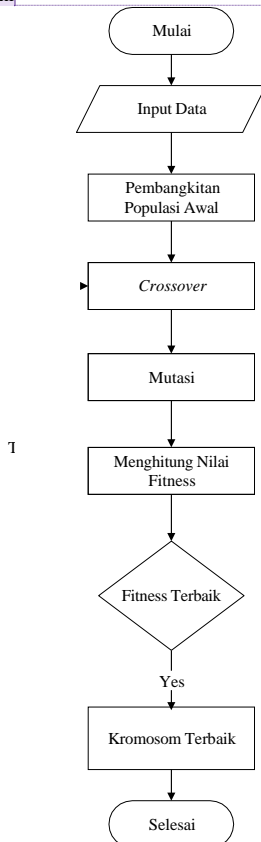 Mulai
Input Data
Pembangkitan
Populasi Awal
Crossover
Mutasi
Menghitung Nilai
Fitness
Fitness Terbaik
Yes
Kromosom Terbaik
Selesai